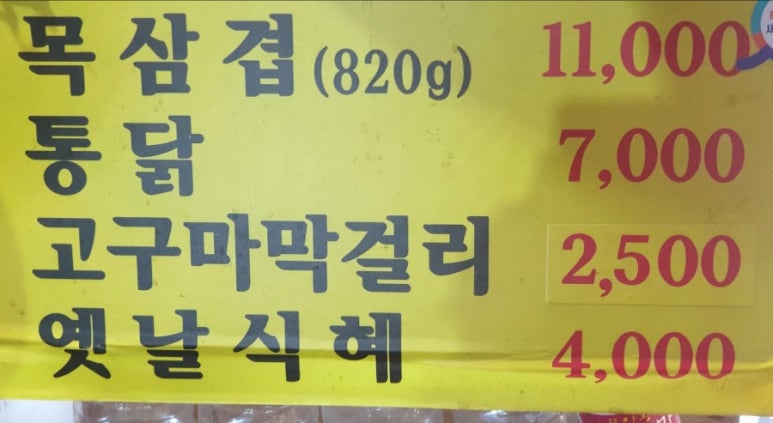 목삼겹(820g) 11,000
통닭 7,000
고구마막걸리 2,500
옛날식혜 4,000